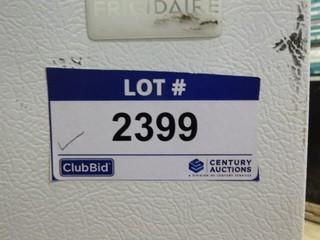 FRIGIDAIRE
LOT #
2399
ClubBid
CENTURY
AUCTIONS
A DIVISION OF CENTURY SERVICES